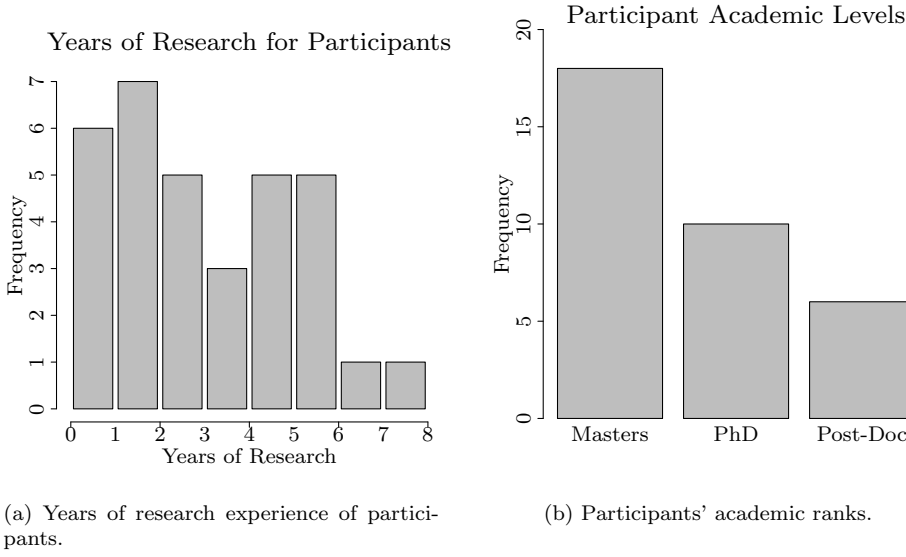 Years of Research for Participants
Frequency
0
1
2
3
4
5
6
7
0 1 2 3 4 5 6 7 8
Years of Research
(a) Years of research experience of partici-
pants.
Participant Academic Levels
Frequency
0
5
10
15
20
Masters PhD Post-Doc
(b) Participants' academic ranks.